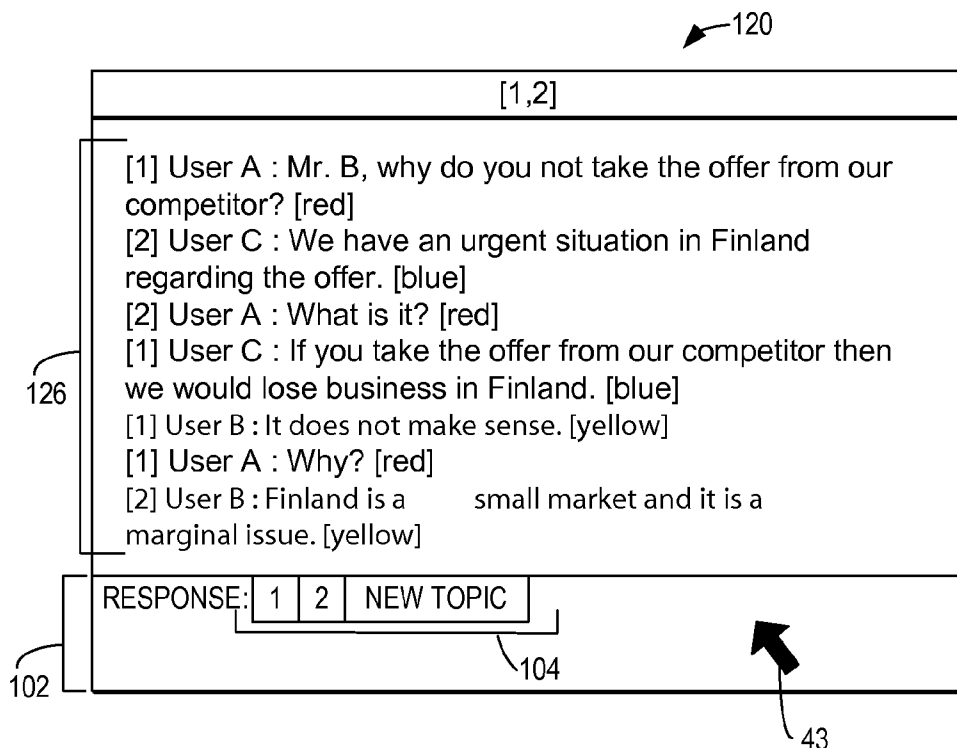 120
[1,2]
[1] User A : Mr. B, why do you not take the offer from our
competitor? [red]
[2] User C : We have an urgent situation in Finland
regarding the offer. [blue]
[2] User A : What is it? [red]
[1] User C : If you take the offer from our competitor then
we would lose business in Finland. [blue]
[1] User B : It does not make sense. [yellow]
[1] User A : Why? [red]
[2] User B : Finland is a small market and it is a
marginal issue. [yellow]
126
RESPONSE: 1 2 NEW TOPIC
104
102
43